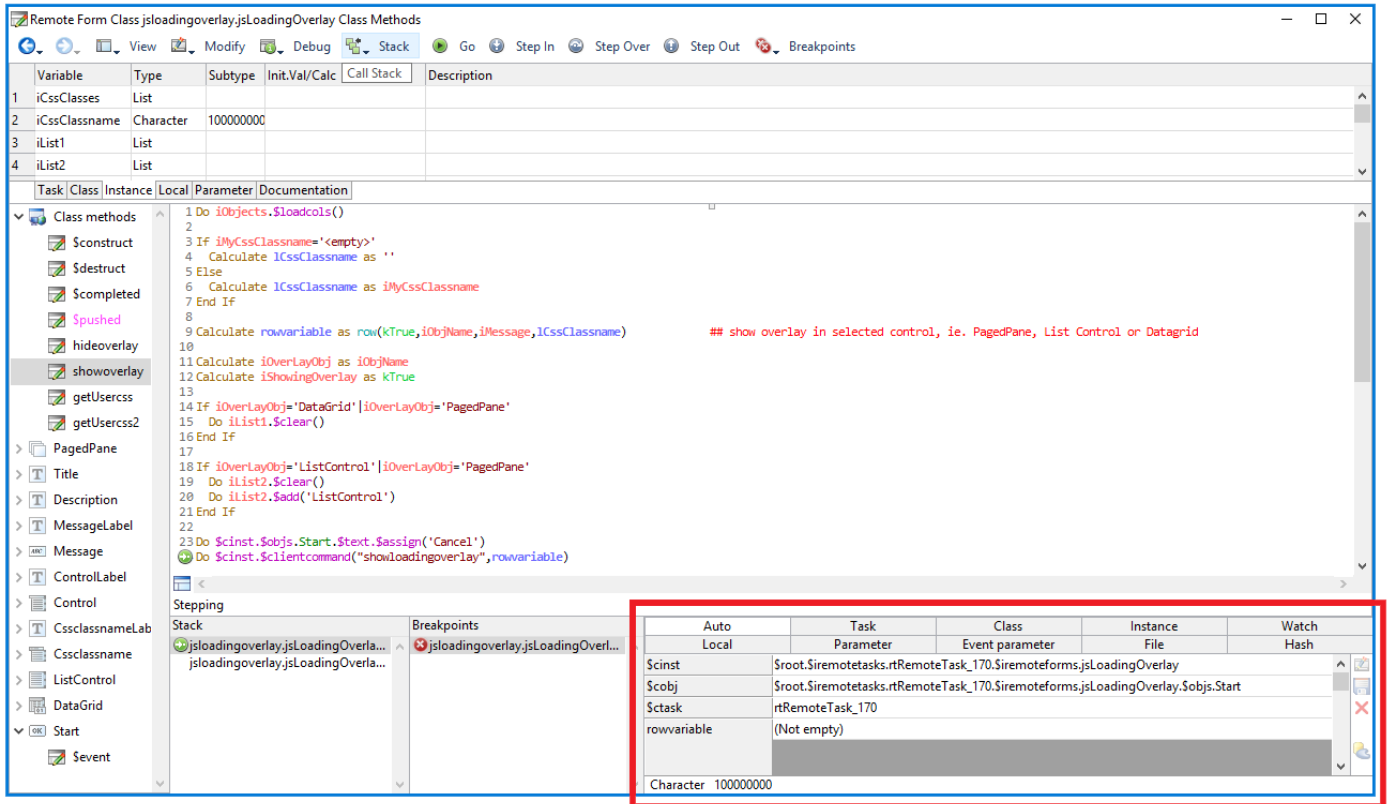 Remote Form Class jsloadingoverlay.jsLoadingOverlay Class Methods
View Modify Debug Stack Go Step In Step Over Step Out Breakpoints
Variable Type Subtype Init.Val/Calc Call Stack Description
1 iCssClasses List
2 iCssClassname Character 100000000
3 iList1 List
4 iList2 List
Task Class Instance Local Parameter Documentation
Class methods
$construct
$destruct
$completed
$pushed
hideoverlay
showoverlay
getUsercss
getUsercss2
PagedPane
Title
Description
MessageLabel
Message
ControlLabel
Control
CssclassnameLab
Cssclassname
ListControl
DataGrid
Start
$event
1 Do iObjects.$loadcols()
2
3 If iMyCssClassname='<empty>'
4 Calculate lCssClassname as ''
5 Else
6 Calculate lCssClassname as iMyCssClassname
7 End If
8
9 Calculate rowvariable as row(kTrue,iObjName,iMessage,lCssClassname) ## show overlay in selected control, ie. PagedPane, List Control or Datagrid
10
11 Calculate iOverLayObj as iObjName
12 Calculate iShowingOverlay as kTrue
13
14 If iOverLayObj='DataGrid'|iOverLayObj='PagedPane'
15 Do iList1.$clear()
16 End If
17
18 If iOverLayObj='ListControl'|iOverLayObj='PagedPane'
19 Do iList2.$clear()
20 Do iList2.$add('ListControl')
21 End If
22
23 Do $cinst.$objs.Start.$text.$assign('Cancel')
Do $cinst.$clientcommand("showloadingoverlay",rowvariable)
Stepping
Stack
jsloadingoverlay.jsLoadingOverla...
jsloadingoverlay.jsLoadingOverla...
Breakpoints
jsloadingoverlay.jsLoadingOverl...
Auto Task Class Instance Watch
Local Parameter Event parameter File Hash
$cinst $root.$iremotetasks.rtRemoteTask_170.$iremoteforms.jsLoadingOverlay
$cobj $root.$iremotetasks.rtRemoteTask_170.$iremoteforms.jsLoadingOverlay.$objs.Start
$ctask rtRemoteTask_170
rowvariable (Not empty)
Character 100000000